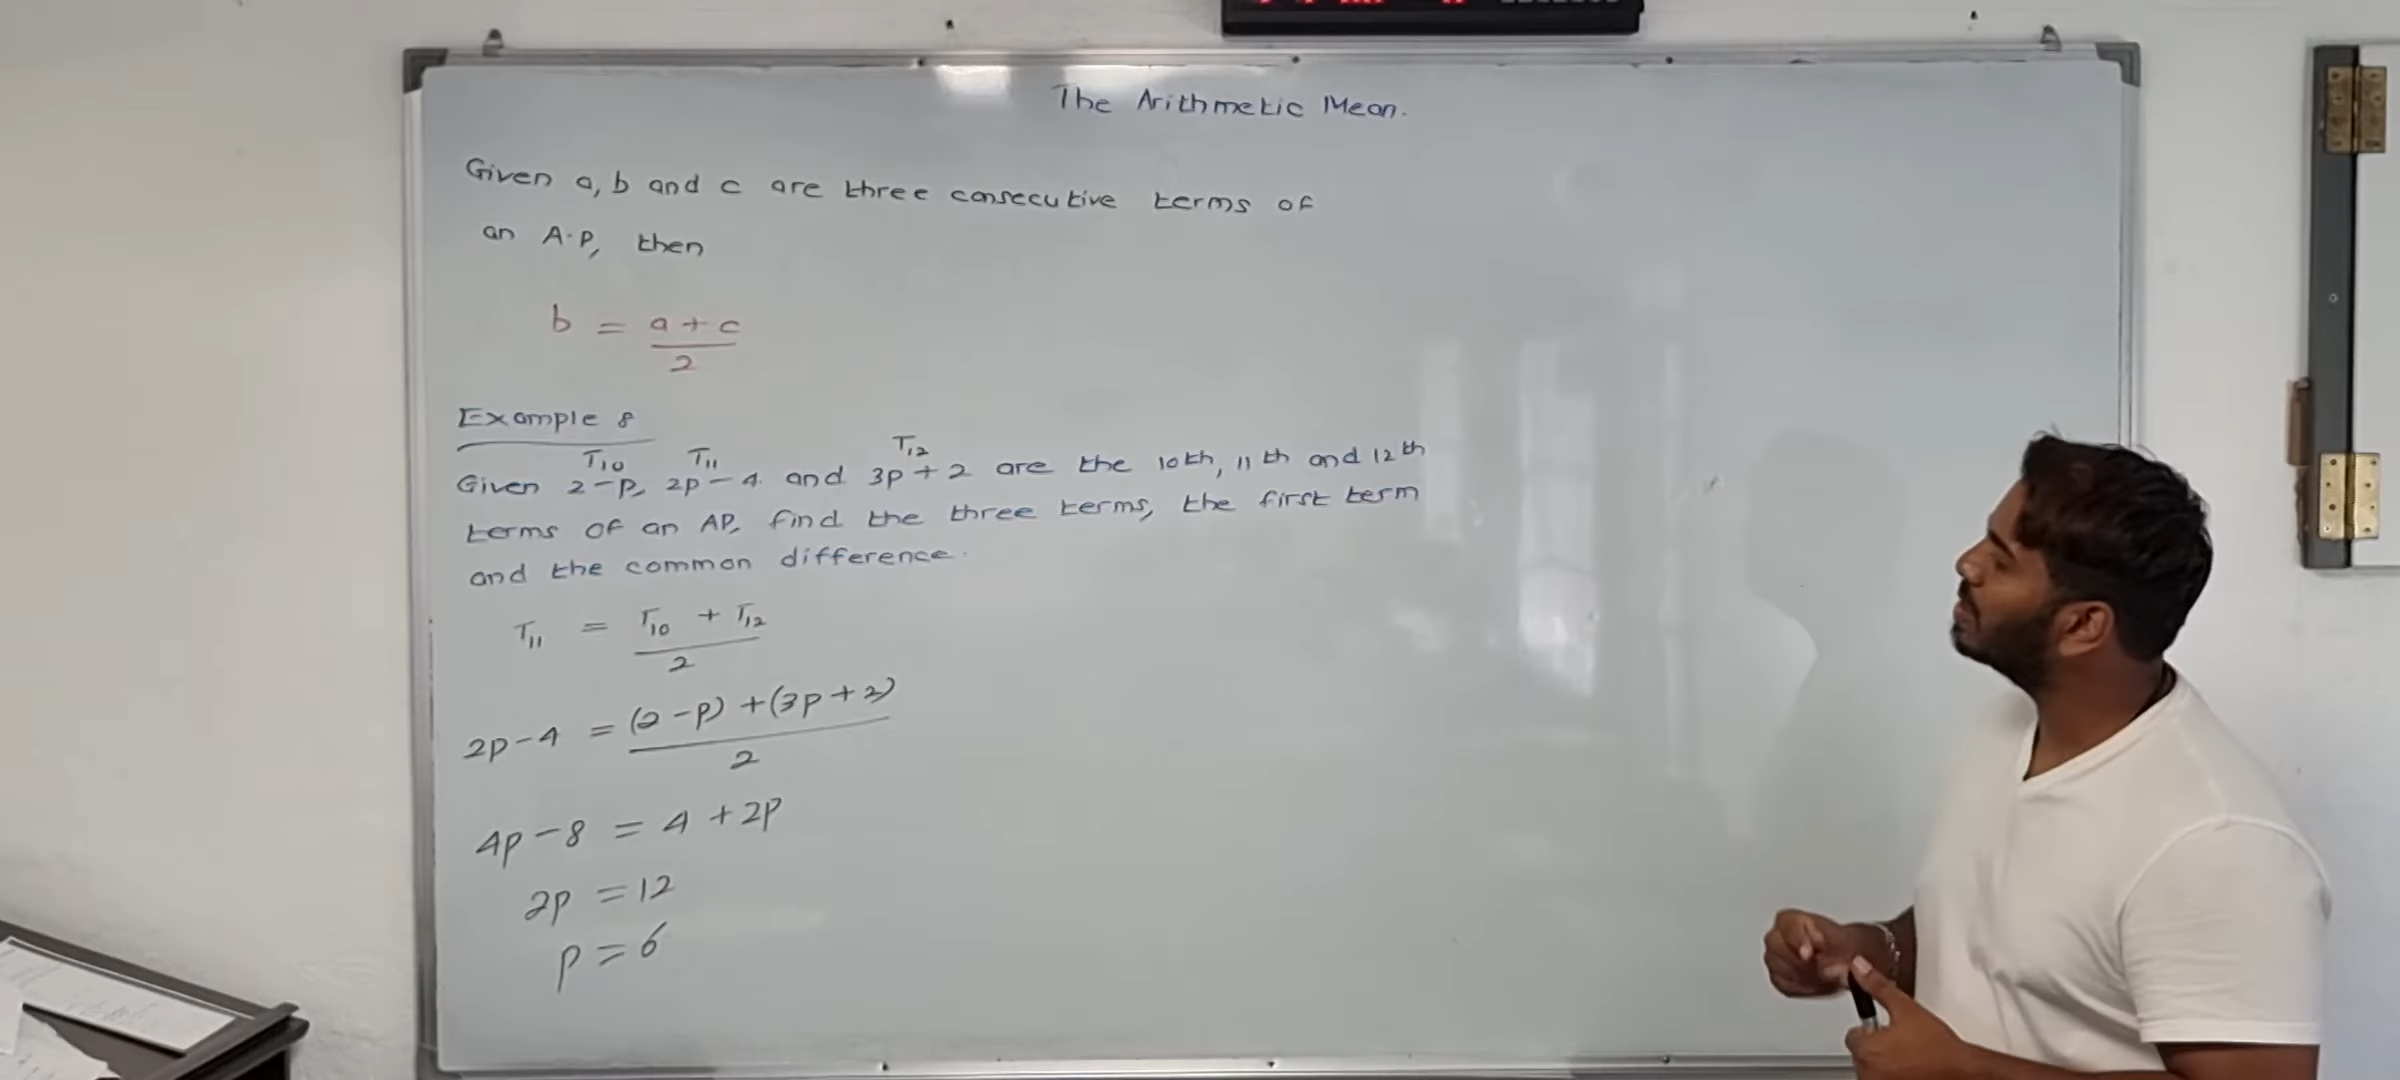 The Arithmetic Mean.
Given a, b and c are three consecutive terms of
an A.P, then
b = a + c
2
Example 8
T10 T11 T12
Given 2 - p, 2p - 4 and 3p + 2 are the 10th, 11th and 12th
terms of an AP, find the three terms, the first term
and the common difference.
T11 = T10 + T12
2
2p - 4 = (2 - p) + (3p + 2)
2
4p - 8 = 4 + 2p
2p = 12
p = 6